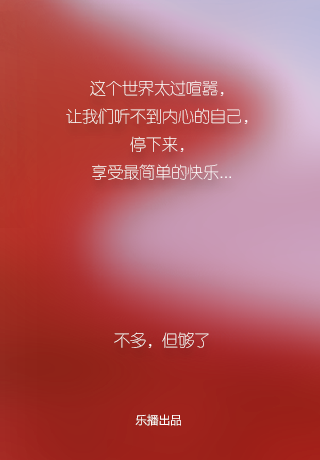 这个世界太过喧嚣，
让我们听不到内心的自己，
停下来，
享受最简单的快乐...
不多，但够了
乐播出品